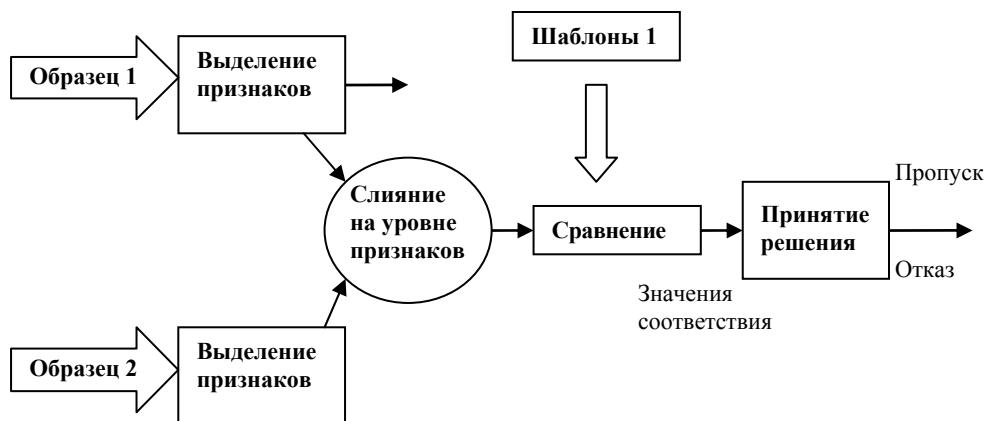 Образец 1
Выделение
признаков
Шаблоны 1
Слияние
на уровне
признаков
Сравнение
Значения
соответствия
Принятие
решения
Пропуск
Отказ
Образец 2
Выделение
признаков